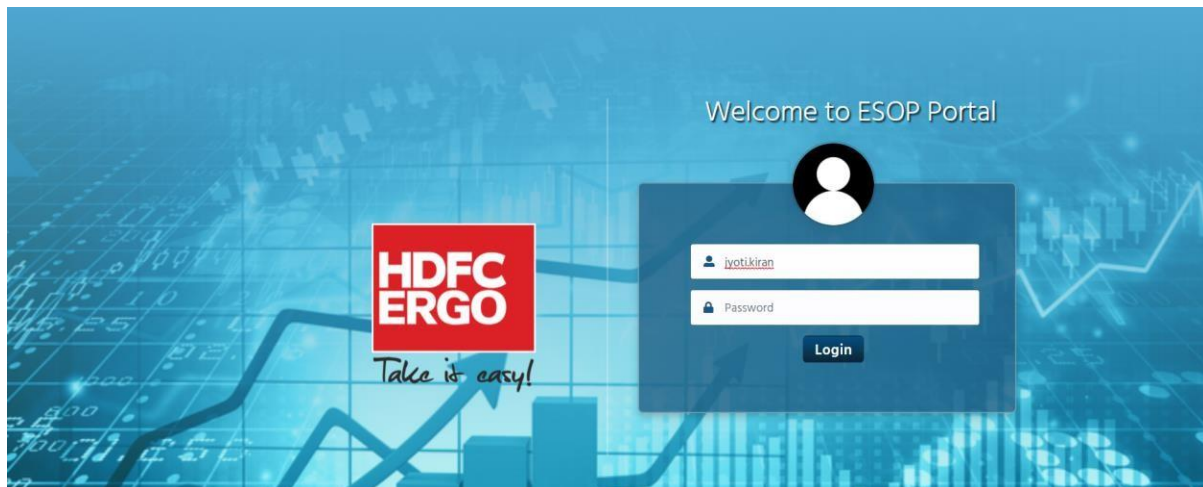 Welcome to ESOP Portal
HDFC
ERGO
Take it easy!
jyoti.kiran
Password
Login